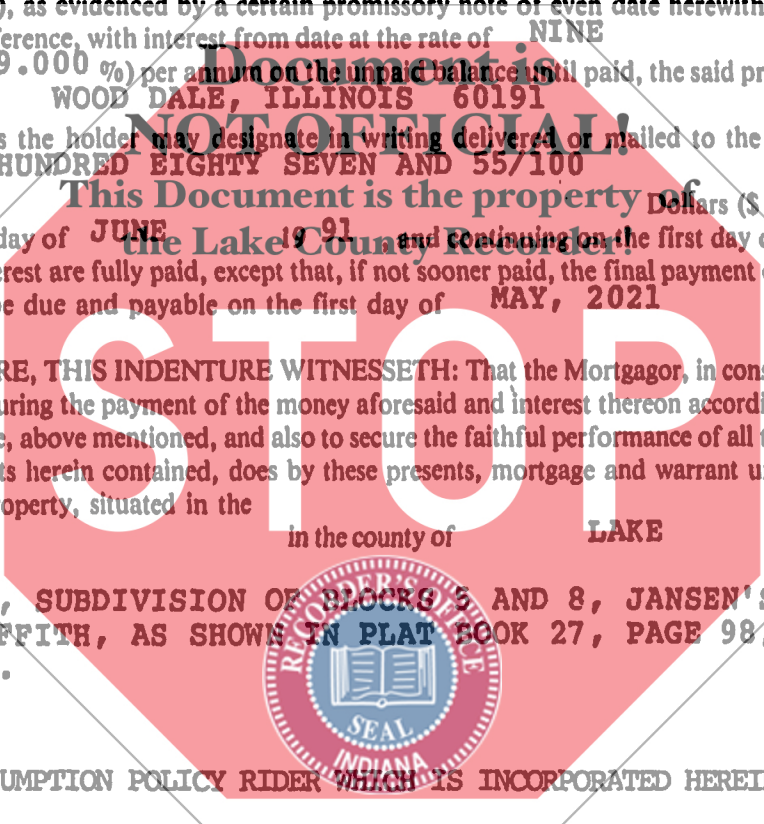 ), as evidenced by a certain promissory note of even date herewith
erence, with interest from date at the rate of NINE
9.000 %) per annum on the unpaid balance until paid, the said pr
Document is
WOOD DALE, ILLINOIS 60191
s the holder may designate in writing delivered or mailed to the
NOT OFFICIAL!
HUNDRED EIGHTY SEVEN AND 55/100
This Document is the property of
Dollars ($
day of JUNE 19 91 , and continuing on the first day
the Lake County Recorder!
erest are fully paid, except that, if not sooner paid, the final payment
e due and payable on the first day of MAY, 2021
STOP
RE, THIS INDENTURE WITNESSETH: That the Mortgagor, in cons
uring the payment of the money aforesaid and interest thereon accordi
e, above mentioned, and also to secure the faithful performance of all
ts herein contained, does by these presents, mortgage and warrant u
operty, situated in the
in the county of LAKE
, SUBDIVISION OF BLOCKS 5 AND 8, JANSEN'S
FFITH, AS SHOWN IN PLAT BOOK 27, PAGE 98,
.
RECORDER'S OFFICE
SEAL
INDIANA
UMPTION POLICY RIDER WHICH IS INCORPORATED HEREI